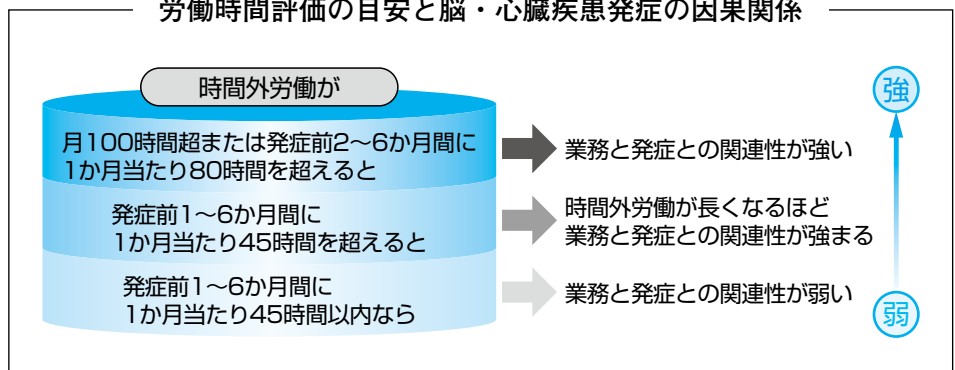 労働時間評価の目安と脳・心臓疾患発症の因果関係
時間外労働が
月100時間超または発症前2〜6か月間に
1か月当たり80時間を超えると
業務と発症との関連性が強い
発症前1〜6か月間に
1か月当たり45時間を超えると
時間外労働が長くなるほど
業務と発症との関連性が強まる
発症前1〜6か月間に
1か月当たり45時間以内なら
業務と発症との関連性が弱い
強
弱